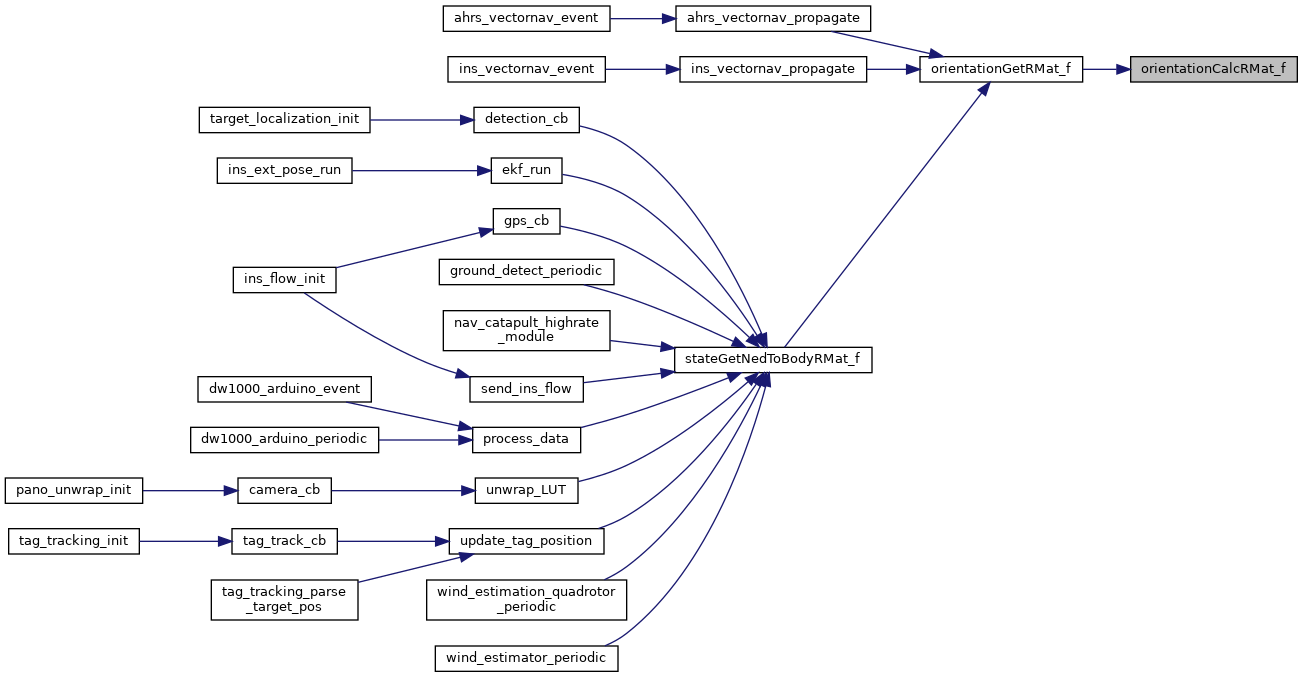 ahrs_vectornav_event
ahrs_vectornav_propagate
ins_vectornav_event
ins_vectornav_propagate
orientationGetRMat_f
orientationCalcRMat_f
target_localization_init
detection_cb
ins_ext_pose_run
ekf_run
gps_cb
ins_flow_init
ground_detect_periodic
nav_catapult_highrate
_module
stateGetNedToBodyRMat_f
send_ins_flow
dw1000_arduino_event
dw1000_arduino_periodic
process_data
pano_unwrap_init
camera_cb
unwrap_LUT
tag_tracking_init
tag_track_cb
update_tag_position
tag_tracking_parse
_target_pos
wind_estimation_quadrotor
_periodic
wind_estimator_periodic